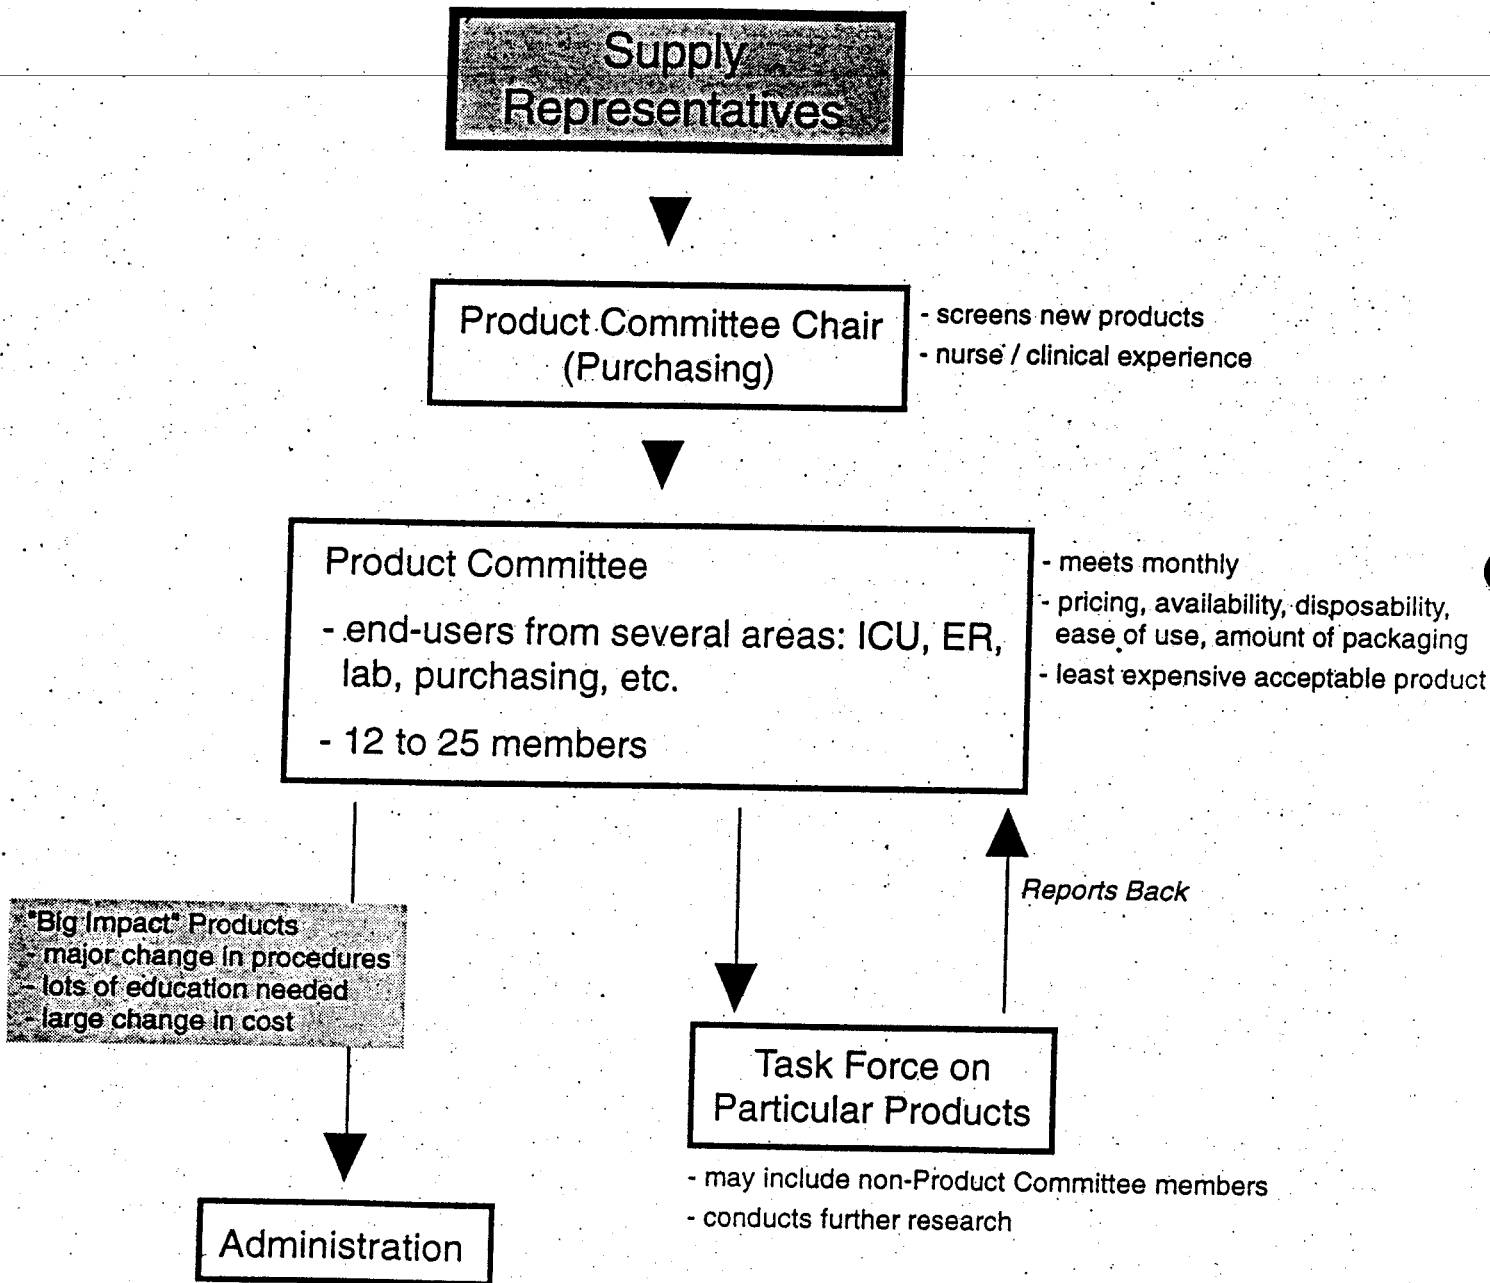 Supply
Representatives
Product Committee Chair
(Purchasing)
- screens new products
- nurse / clinical experience
Product Committee
- end-users from several areas: ICU, ER,
lab, purchasing, etc.
- 12 to 25 members
- meets monthly
- pricing, availability, disposability,
ease of use, amount of packaging
- least expensive acceptable product
Reports Back
"Big Impact" Products
- major change in procedures
- lots of education needed
- large change in cost
Task Force on
Particular Products
- may include non-Product Committee members
- conducts further research
Administration